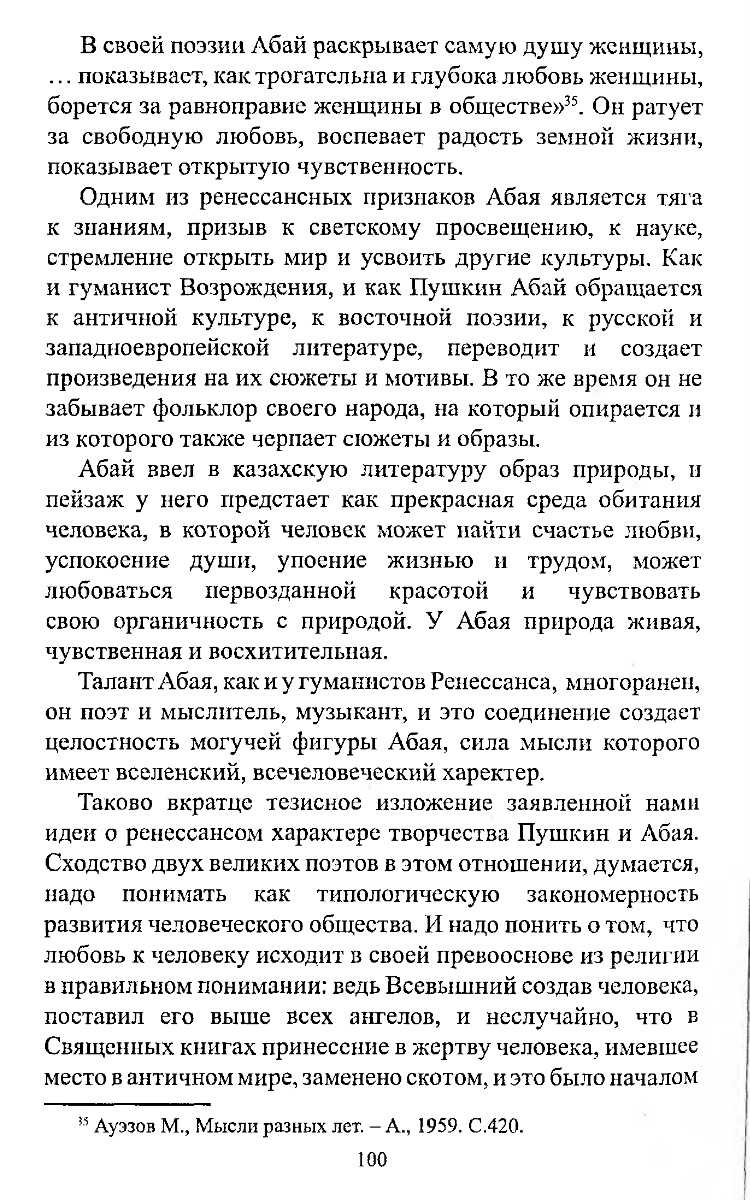 В своей поэзии Абай раскрывает самую душу женщины,
… показывает, как трогательна и глубока любовь женщины,
борется за равноправие женщины в обществе»³⁵. Он ратует
за свободную любовь, воспевает радость земной жизни,
показывает открытую чувственность.
Одним из ренессансных признаков Абая является тяга
к знаниям, призыв к светскому просвещению, к науке,
стремление открыть мир и усвоить другие культуры. Как
и гуманист Возрождения, и как Пушкин Абай обращается
к античной культуре, к восточной поэзии, к русской и
западноевропейской литературе, переводит и создает
произведения на их сюжеты и мотивы. В то же время он не
забывает фольклор своего народа, на который опирается и
из которого также черпает сюжеты и образы.
Абай ввел в казахскую литературу образ природы, и
пейзаж у него предстает как прекрасная среда обитания
человека, в которой человек может найти счастье любви,
успокоение души, упоение жизнью и трудом, может
любоваться первозданной красотой и чувствовать
свою органичность с природой. У Абая природа живая,
чувственная и восхитительная.
Талант Абая, как и у гуманистов Ренессанса, многоранен,
он поэт и мыслитель, музыкант, и это соединение создает
целостность могучей фигуры Абая, сила мысли которого
имеет вселенский, всечеловеческий характер.
Таково вкратце тезисное изложение заявленной нами
идеи о ренессансом характере творчества Пушкин и Абая.
Сходство двух великих поэтов в этом отношении, думается,
надо понимать как типологическую закономерность
развития человеческого общества. И надо понить о том, что
любовь к человеку исходит в своей превооснове из религии
в правильном понимании: ведь Всевышний создав человека,
поставил его выше всех ангелов, и неслучайно, что в
Священных книгах принесение в жертву человека, имевшее
место в античном мире, заменено скотом, и это было началом
³⁵ Ауэзов М., Мысли разных лет. – А., 1959. С.420.
100